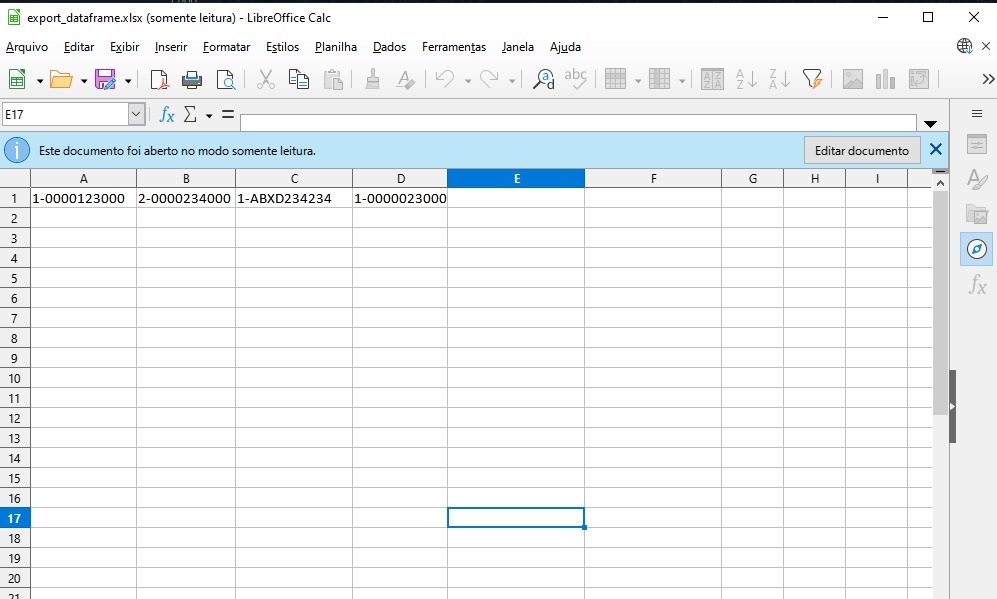 export_dataframe.xlsx (somente leitura) - LibreOffice Calc
Arquivo Editar Exibir Inserir Formatar Estilos Planilha Dados Ferramentas Janela Ajuda
abc
E17 fx Σ =
Este documento foi aberto no modo somente leitura. Editar documento
A B C D E F G H I
1 1-0000123000 2-0000234000 1-ABXD234234 1-0000023000
2
3
4
5
6
7
8
9
10
11
12
13
14
15
16
17
18
19
20
21